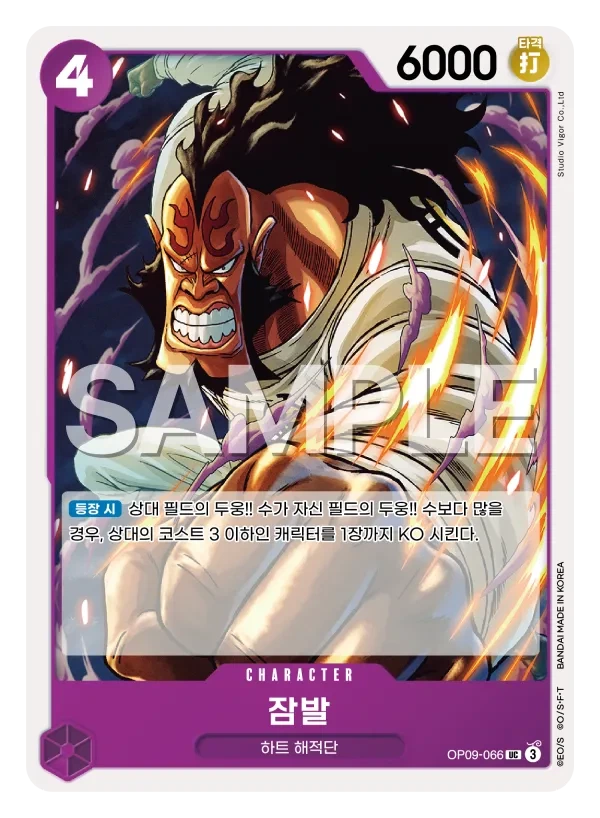 4
6000
타격
打
Studio Vigor Co.,Ltd
SAMPLE
등장 시 상대 필드의 두웅!! 수가 자신 필드의 두웅!! 수보다 많을
경우, 상대의 코스트 3 이하인 캐릭터를 1장까지 KO 시킨다.
CHARACTER
잠발
하트 해적단
OP09-066 UC 3
©EO/S ©O/S·F·T BANDAI MADE IN KOREA